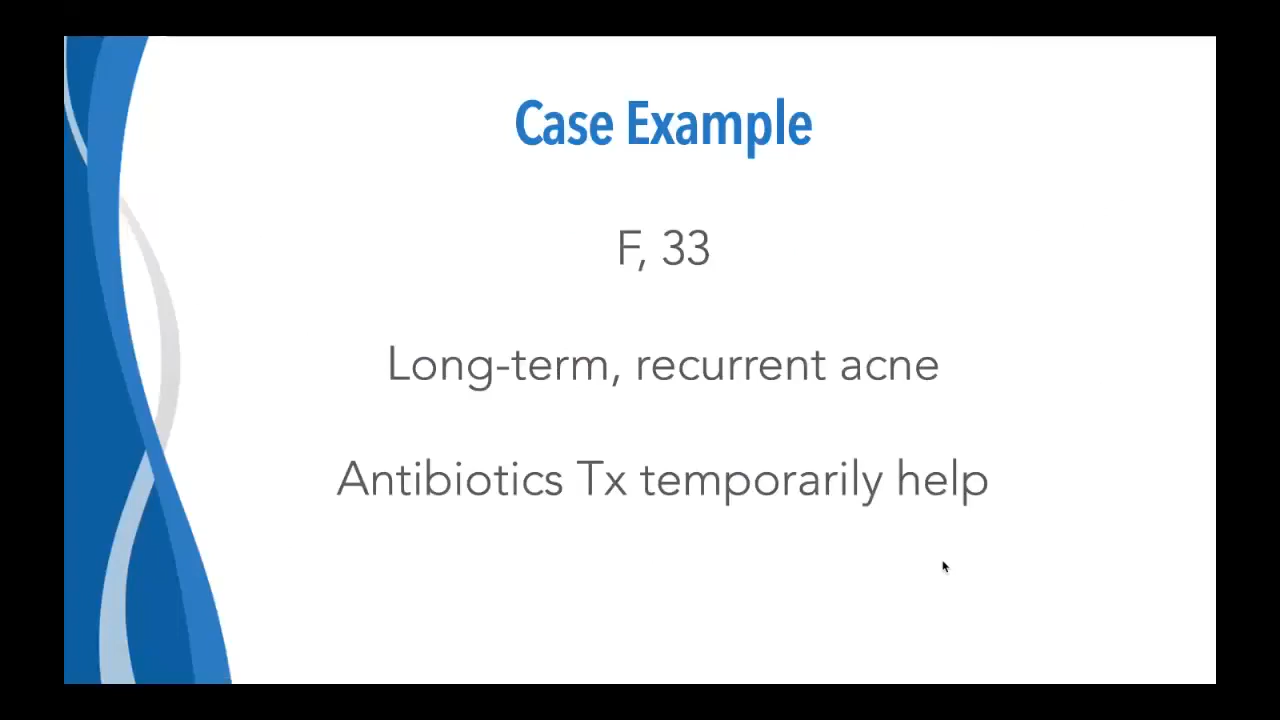 Case Example
F, 33
Long-term, recurrent acne
Antibiotics Tx temporarily help